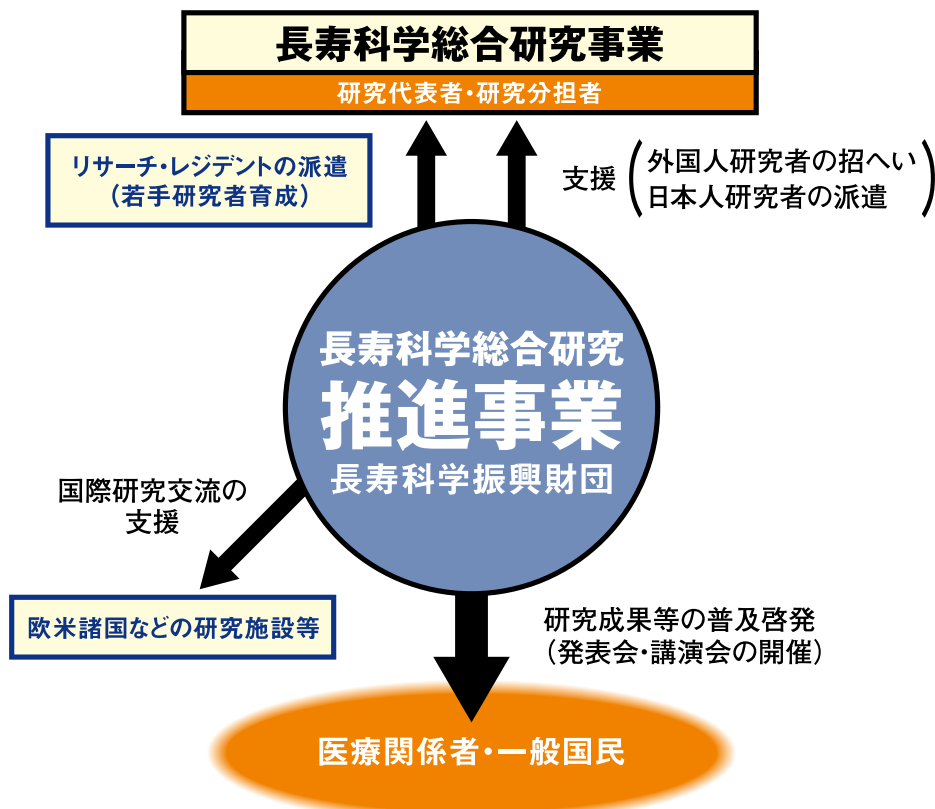 長寿科学総合研究事業
研究代表者・研究分担者
リサーチ・レジデントの派遣
(若手研究者育成)
支援
外国人研究者の招へい
日本人研究者の派遣
長寿科学総合研究
推進事業
長寿科学振興財団
国際研究交流の
支援
欧米諸国などの研究施設等
研究成果等の普及啓発
(発表会・講演会の開催)
医療関係者・一般国民